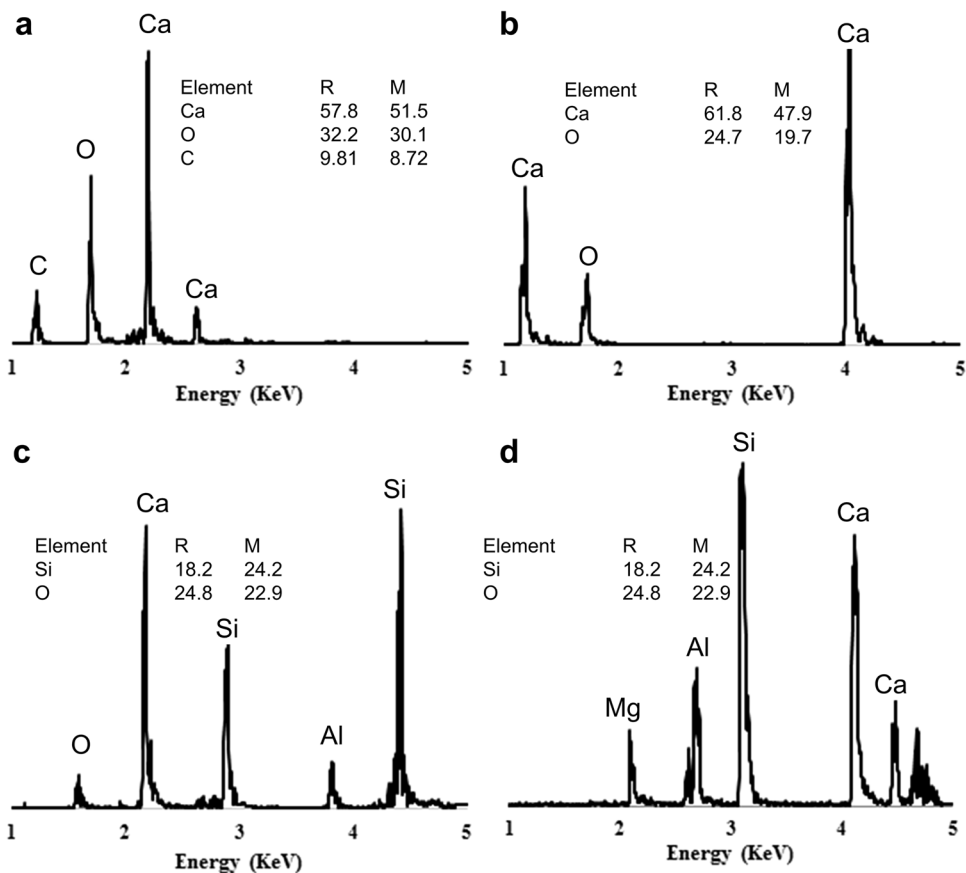 a
Ca
Element R M
Ca 57.8 51.5
O 32.2 30.1
C 9.81 8.72
O
C
Ca
1 2 3 4 5
Energy (KeV)
b
Ca
Element R M
Ca 61.8 47.9
O 24.7 19.7
Ca
O
1 2 3 4 5
Energy (KeV)
c
Si
Ca
Element R M
Si 18.2 24.2
O 24.8 22.9
Si
O
Al
1 2 3 4 5
Energy (KeV)
d
Si
Ca
Element R M
Si 18.2 24.2
O 24.8 22.9
Al
Mg
Ca
1 2 3 4 5
Energy (KeV)